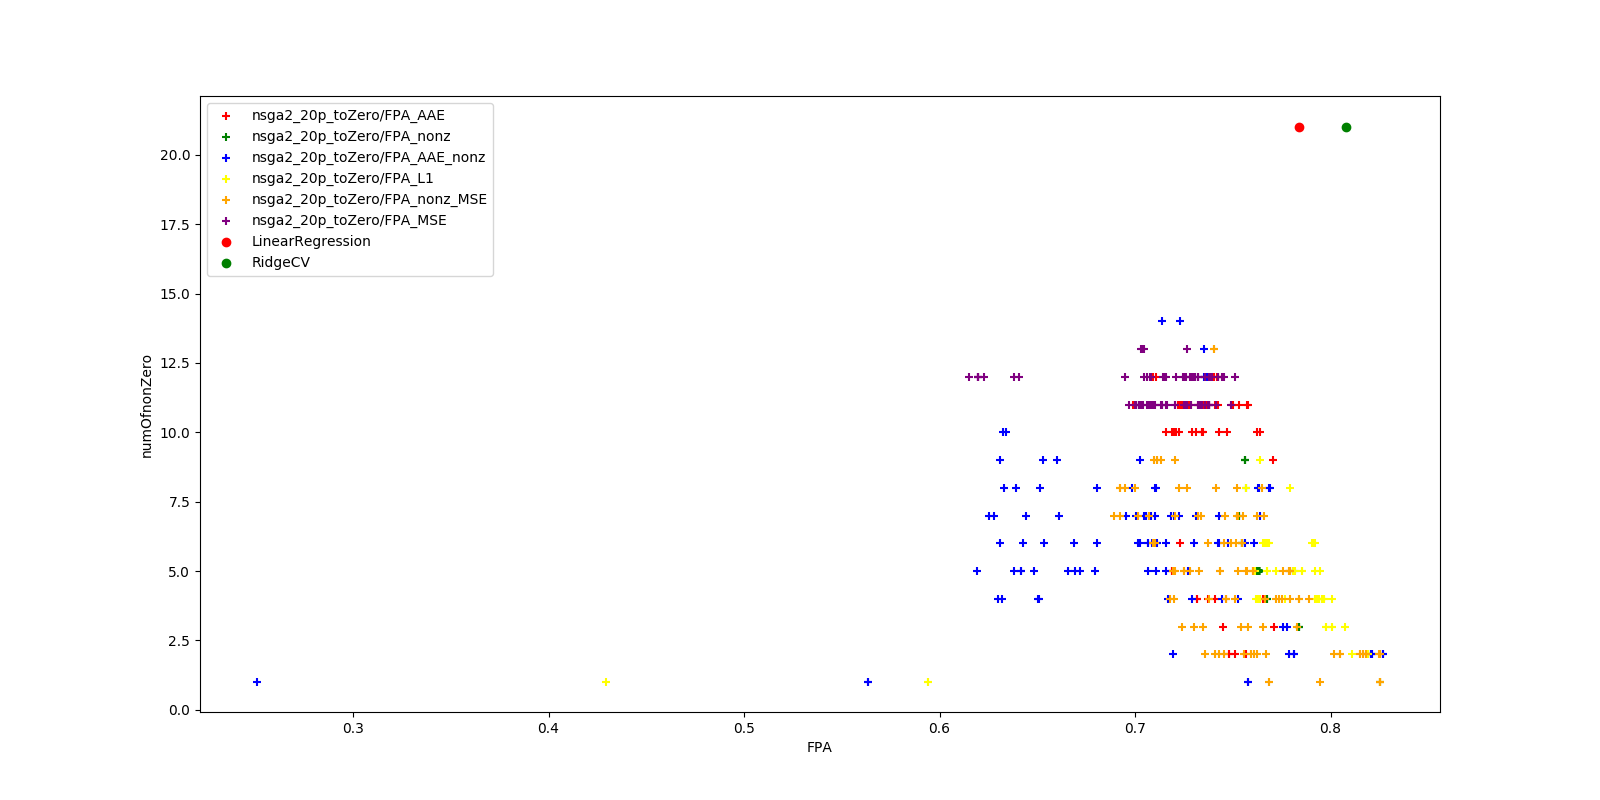 nsga2_20p_toZero/FPA_AAE
nsga2_20p_toZero/FPA_nonz
nsga2_20p_toZero/FPA_AAE_nonz
nsga2_20p_toZero/FPA_L1
nsga2_20p_toZero/FPA_nonz_MSE
nsga2_20p_toZero/FPA_MSE
LinearRegression
RidgeCV
20.0
17.5
15.0
12.5
10.0
7.5
5.0
2.5
0.0
numOfnonZero
0.3 0.4 0.5 0.6 0.7 0.8
FPA